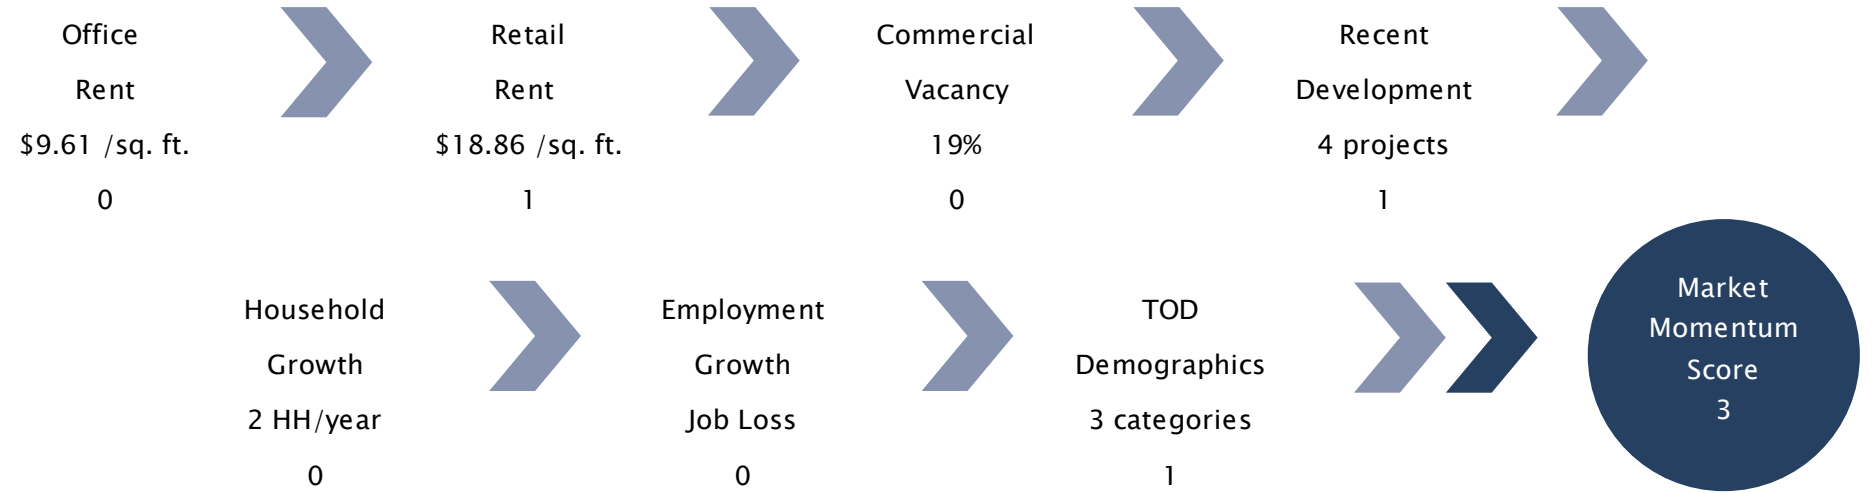 Office
Rent
$9.61 /sq. ft.
0
Retail
Rent
$18.86 /sq. ft.
1
Commercial
Vacancy
19%
0
Recent
Development
4 projects
1
Household
Growth
2 HH/year
0
Employment
Growth
Job Loss
0
TOD
Demographics
3 categories
1
Market
Momentum
Score
3